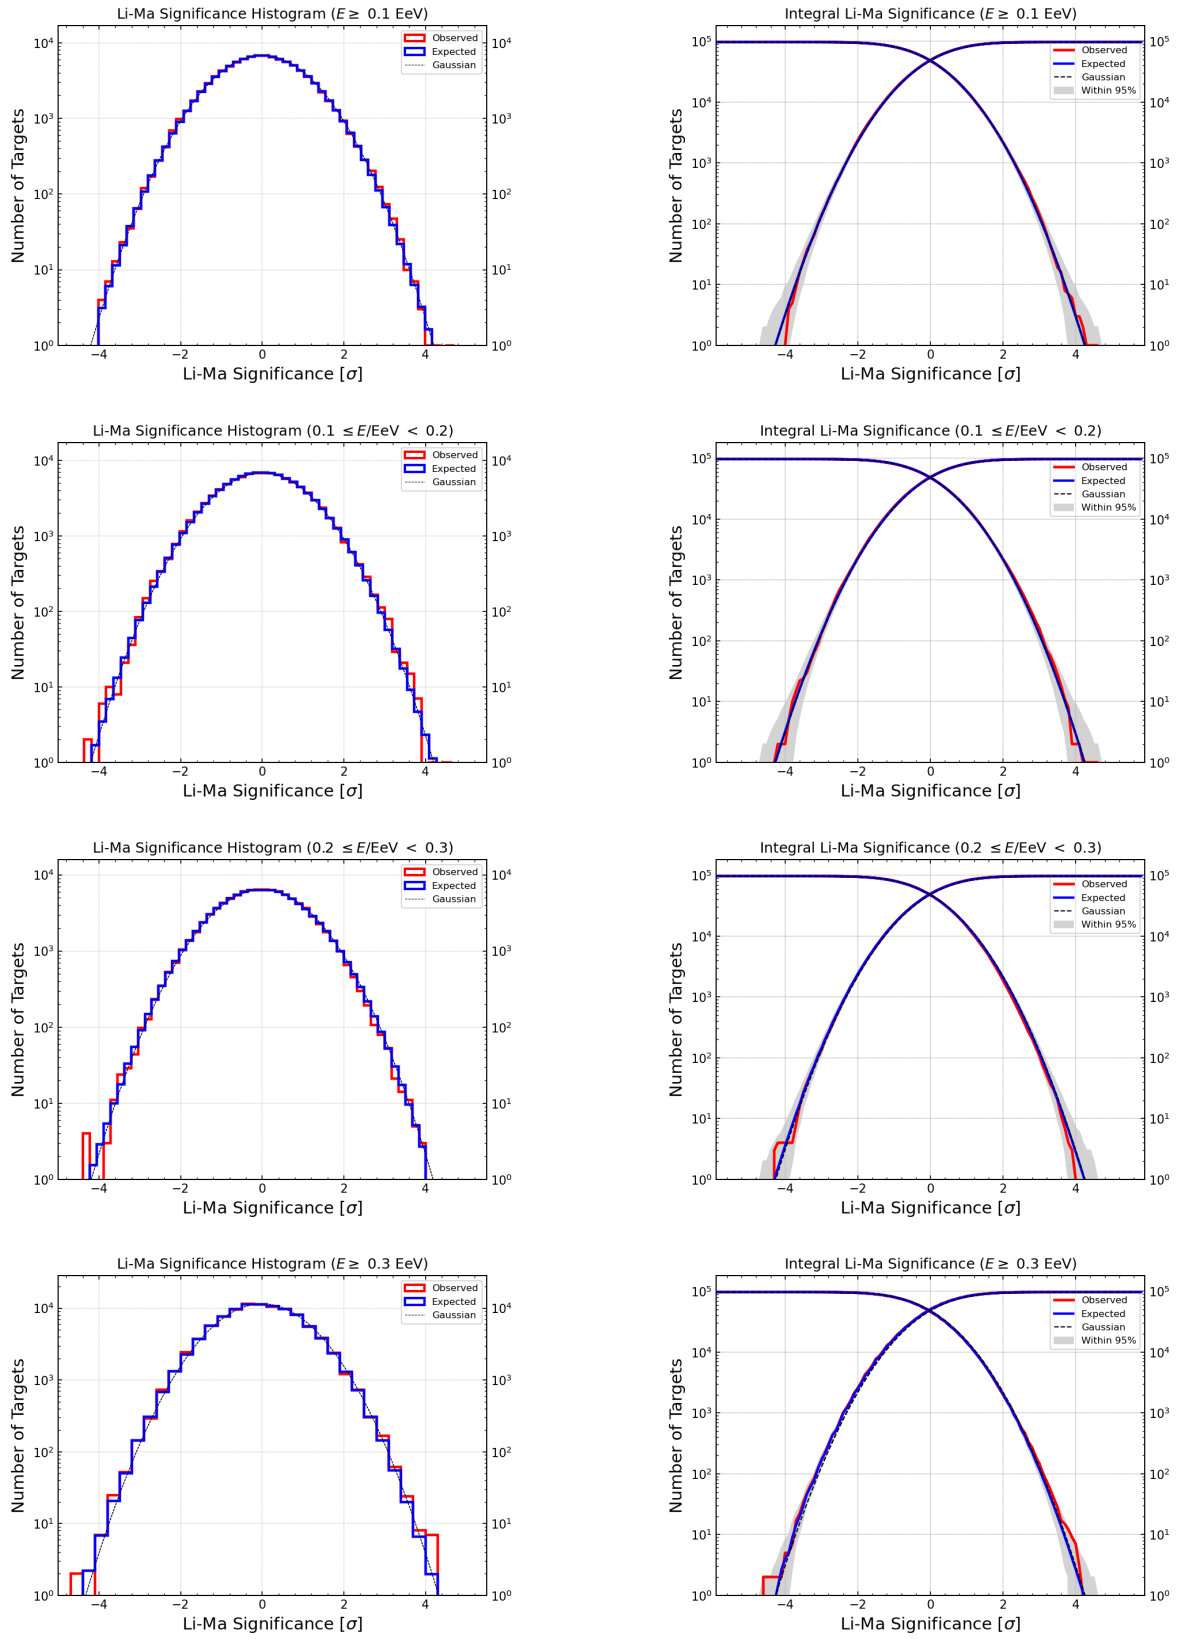 Li-Ma Significance Histogram (E ≥ 0.1 EeV)
10⁴
10³
10²
10¹
10⁰
Number of Targets
Observed
Expected
Gaussian
10⁴
10³
10²
10¹
10⁰
−4 −2 0 2 4
Li-Ma Significance [σ]
Integral Li-Ma Significance (E ≥ 0.1 EeV)
10⁵
10⁴
10³
10²
10¹
10⁰
Number of Targets
Observed
Expected
Gaussian
Within 95%
10⁵
10⁴
10³
10²
10¹
10⁰
−4 −2 0 2 4
Li-Ma Significance [σ]
Li-Ma Significance Histogram (0.1 ≤ E/EeV < 0.2)
10⁴
10³
10²
10¹
10⁰
Number of Targets
Observed
Expected
Gaussian
10⁴
10³
10²
10¹
10⁰
−4 −2 0 2 4
Li-Ma Significance [σ]
Integral Li-Ma Significance (0.1 ≤ E/EeV < 0.2)
10⁵
10⁴
10³
10²
10¹
10⁰
Number of Targets
Observed
Expected
Gaussian
Within 95%
10⁵
10⁴
10³
10²
10¹
10⁰
−4 −2 0 2 4
Li-Ma Significance [σ]
Li-Ma Significance Histogram (0.2 ≤ E/EeV < 0.3)
10⁴
10³
10²
10¹
10⁰
Number of Targets
Observed
Expected
Gaussian
10⁴
10³
10²
10¹
10⁰
−4 −2 0 2 4
Li-Ma Significance [σ]
Integral Li-Ma Significance (0.2 ≤ E/EeV < 0.3)
10⁵
10⁴
10³
10²
10¹
10⁰
Number of Targets
Observed
Expected
Gaussian
Within 95%
10⁵
10⁴
10³
10²
10¹
10⁰
−4 −2 0 2 4
Li-Ma Significance [σ]
Li-Ma Significance Histogram (E ≥ 0.3 EeV)
10⁴
10³
10²
10¹
10⁰
Number of Targets
Observed
Expected
Gaussian
10⁴
10³
10²
10¹
10⁰
−4 −2 0 2 4
Li-Ma Significance [σ]
Integral Li-Ma Significance (E ≥ 0.3 EeV)
10⁵
10⁴
10³
10²
10¹
10⁰
Number of Targets
Observed
Expected
Gaussian
Within 95%
10⁵
10⁴
10³
10²
10¹
10⁰
−4 −2 0 2 4
Li-Ma Significance [σ]